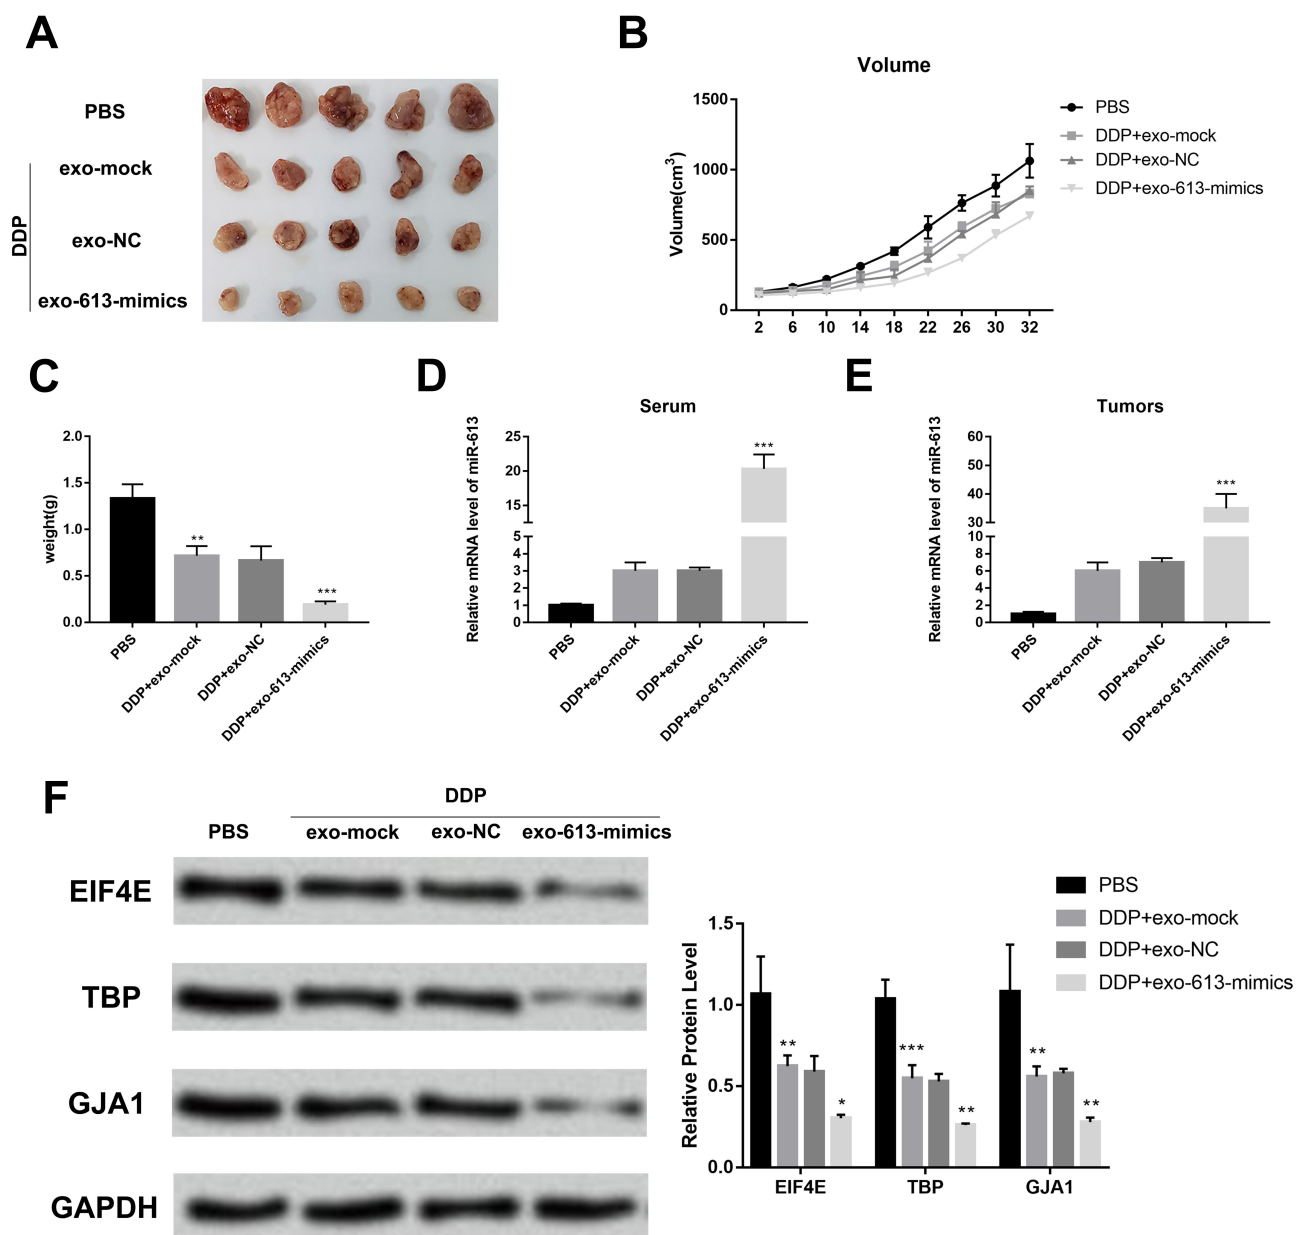 A
PBS
exo-mock
exo-NC
exo-613-mimics
DDP
B
Volume
Volume(cm³)
1500
1000
500
0
2 6 10 14 18 22 26 30 32
PBS
DDP+exo-mock
DDP+exo-NC
DDP+exo-613-mimics
C
weight(g)
2.0
1.5
1.0
0.5
0.0
**
***
PBS
DDP+exo-mock
DDP+exo-NC
DDP+exo-613-mimics
D
Serum
Relative mRNA level of miR-613
25
20
15
5
4
3
2
1
0
***
PBS
DDP+exo-mock
DDP+exo-NC
DDP+exo-613-mimics
E
Tumors
Relative mRNA level of miR-613
60
50
40
30
10
8
6
4
2
0
***
PBS
DDP+exo-mock
DDP+exo-NC
DDP+exo-613-mimics
F
DDP
PBS exo-mock exo-NC exo-613-mimics
EIF4E
TBP
GJA1
GAPDH
Relative Protein Level
1.5
1.0
0.5
0.0
** * *** ** ** **
EIF4E TBP GJA1
PBS
DDP+exo-mock
DDP+exo-NC
DDP+exo-613-mimics